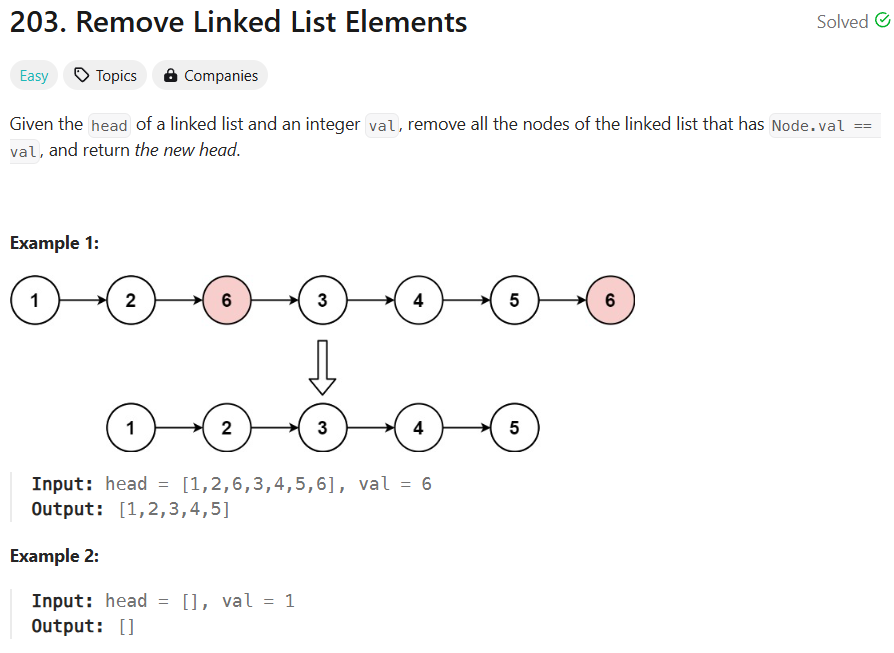 203. Remove Linked List Elements
Solved
Easy
Topics
Companies
Given the head of a linked list and an integer val, remove all the nodes of the linked list that has Node.val ==
val, and return the new head.
Example 1:
1 2 6 3 4 5 6
1 2 3 4 5
Input: head = [1,2,6,3,4,5,6], val = 6
Output: [1,2,3,4,5]
Example 2:
Input: head = [], val = 1
Output: []